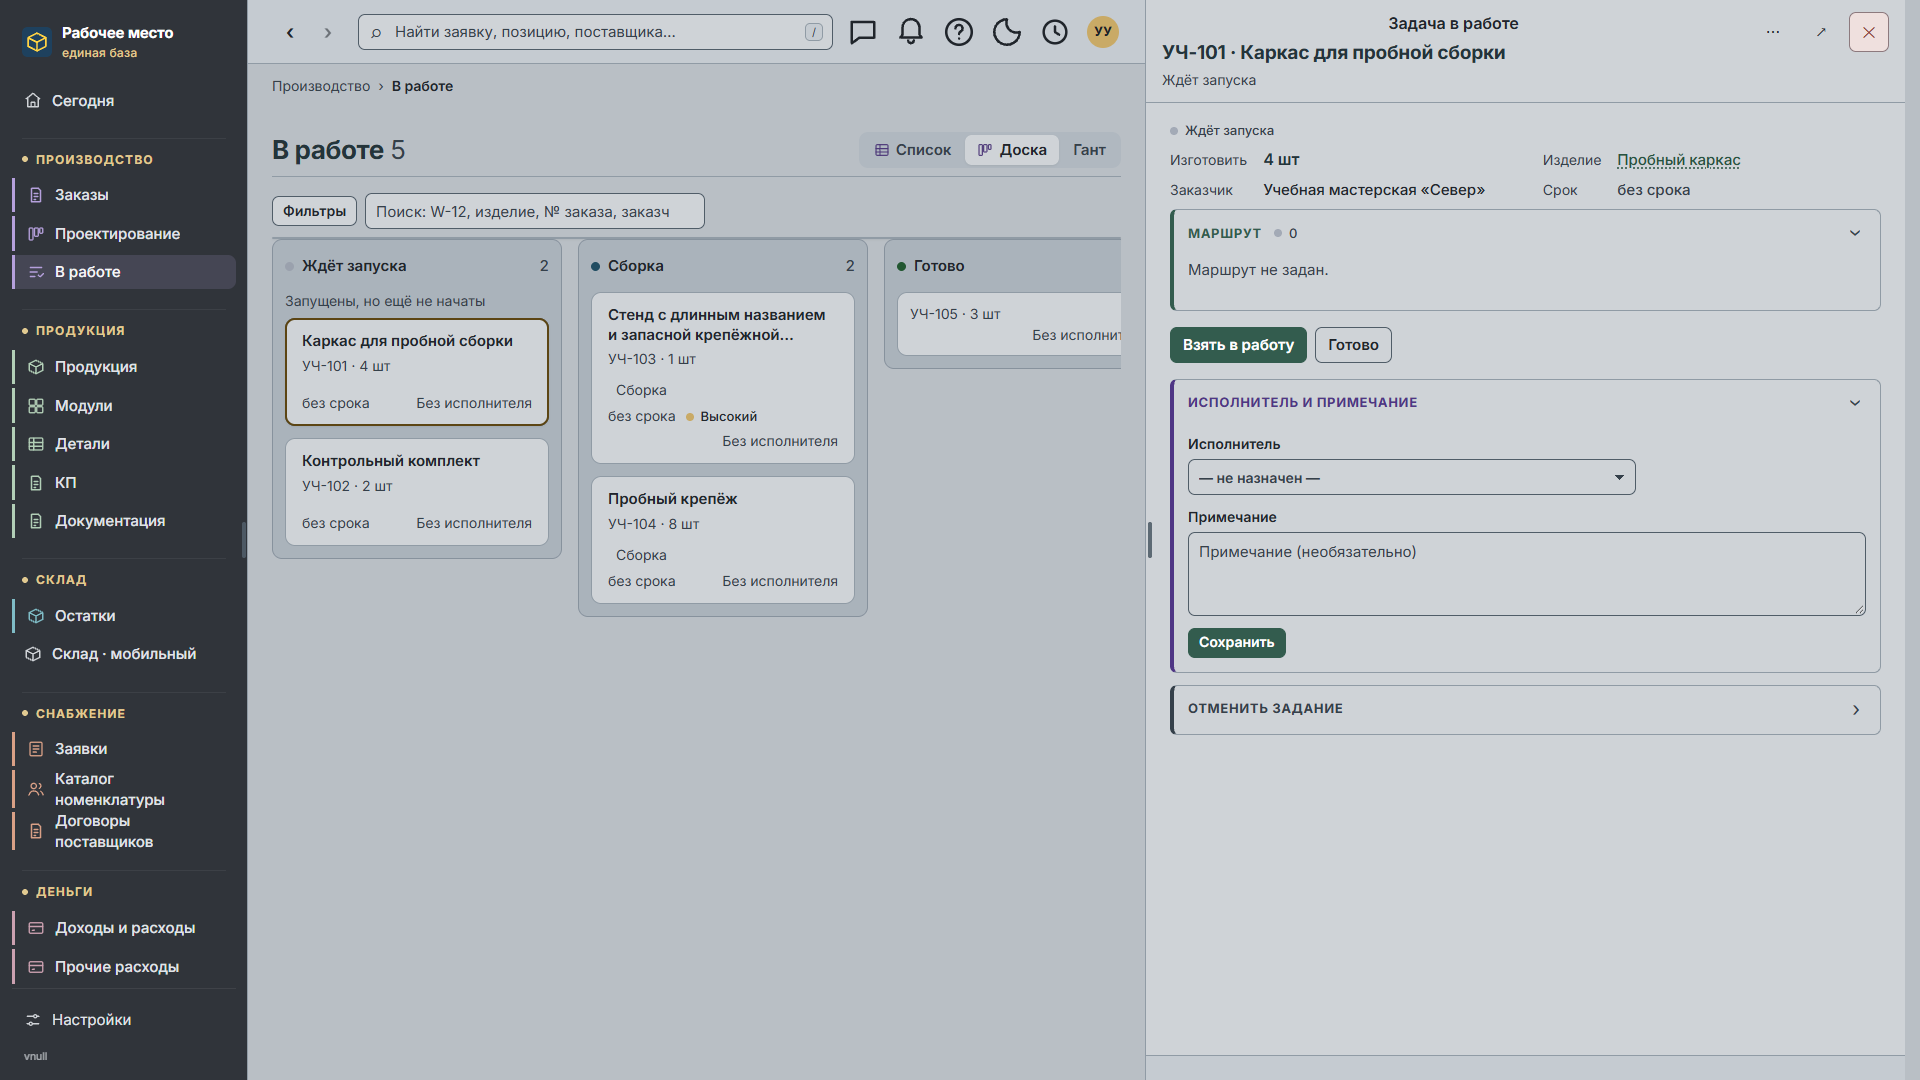 Рабочее место
единая база
Сегодня
ПРОИЗВОДСТВО
Заказы
Проектирование
В работе
ПРОДУКЦИЯ
Продукция
Модули
Детали
КП
Документация
СКЛАД
Остатки
Склад · мобильный
СНАБЖЕНИЕ
Заявки
Каталог
номенклатуры
Договоры
поставщиков
ДЕНЬГИ
Доходы и расходы
Прочие расходы
Настройки
vnull
Найти заявку, позицию, поставщика...
/
УУ
Производство › В работе
В работе 5
Список
Доска
Гант
Фильтры
Поиск: W-12, изделие, № заказа, заказч
Ждёт запуска 2
Запущены, но ещё не начаты
Каркас для пробной сборки
УЧ-101 · 4 шт
без срока Без исполнителя
Контрольный комплект
УЧ-102 · 2 шт
без срока Без исполнителя
Сборка 2
Стенд с длинным названием
и запасной крепёжной...
УЧ-103 · 1 шт
Сборка
без срока Высокий
Без исполнителя
Пробный крепёж
УЧ-104 · 8 шт
Сборка
без срока Без исполнителя
Готово
УЧ-105 · 3 шт
Без исполнит
Задача в работе
УЧ-101 · Каркас для пробной сборки
Ждёт запуска
Ждёт запуска
Изготовить 4 шт
Изделие Пробный каркас
Заказчик Учебная мастерская «Север»
Срок без срока
МАРШРУТ 0
Маршрут не задан.
Взять в работу
Готово
ИСПОЛНИТЕЛЬ И ПРИМЕЧАНИЕ
Исполнитель
— не назначен —
Примечание
Примечание (необязательно)
Сохранить
ОТМЕНИТЬ ЗАДАНИЕ